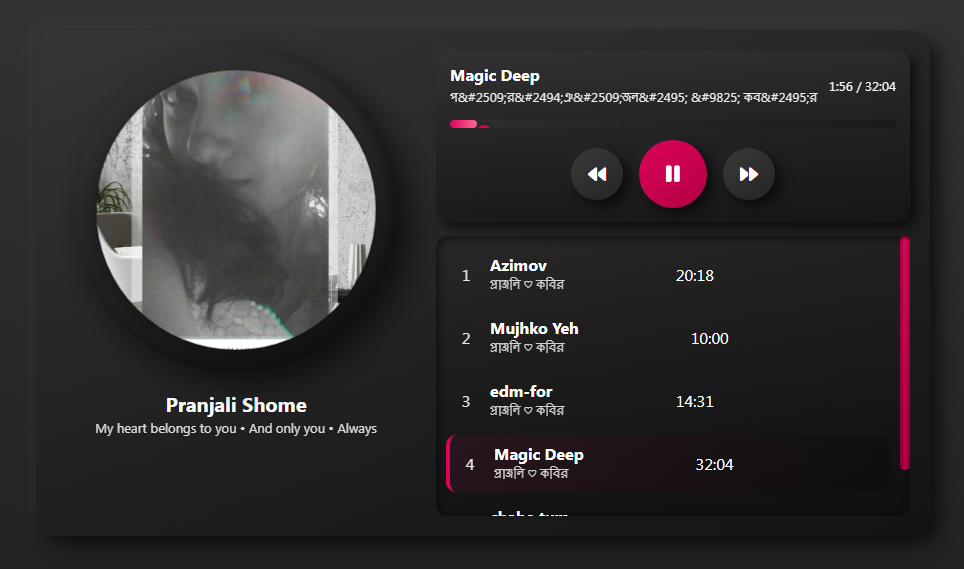 Magic Deep
প&#2509;র&#2494;ঞ&#2509;জল&#2495; &#9825; কব&#2495;র
1:56 / 32:04
1 Azimov 20:18
প্রাঞ্জলি ♡ কবির
2 Mujhko Yeh 10:00
প্রাঞ্জলি ♡ কবির
3 edm-for 14:31
প্রাঞ্জলি ♡ কবির
4 Magic Deep 32:04
প্রাঞ্জলি ♡ কবির
Pranjali Shome
My heart belongs to you • And only you • Always